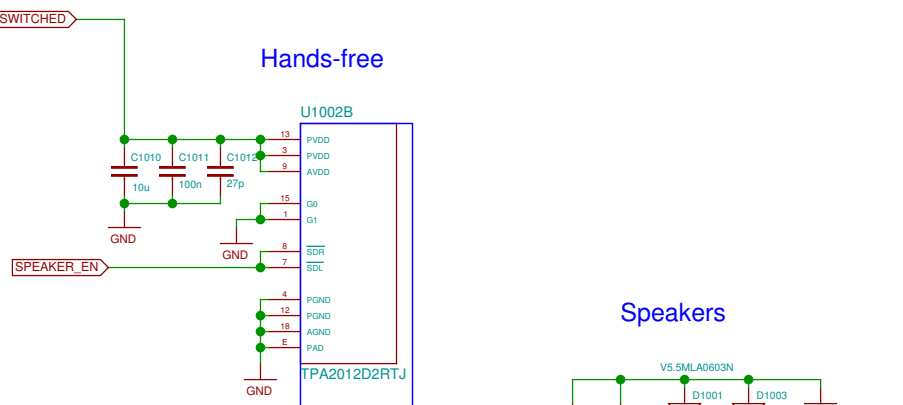 SWITCHED
Hands-free
U1002B
13 PVDD
3 PVDD
9 AVDD
C1010 C1011 C1012
10u 100n 27p
15 G0
1 G1
GND
GND
8 SDR
7 SDL
SPEAKER_EN
4 PGND
12 PGND
18 AGND
E PAD
TPA2012D2RTJ
GND
Speakers
V5.5MLA0603N
D1001 D1003